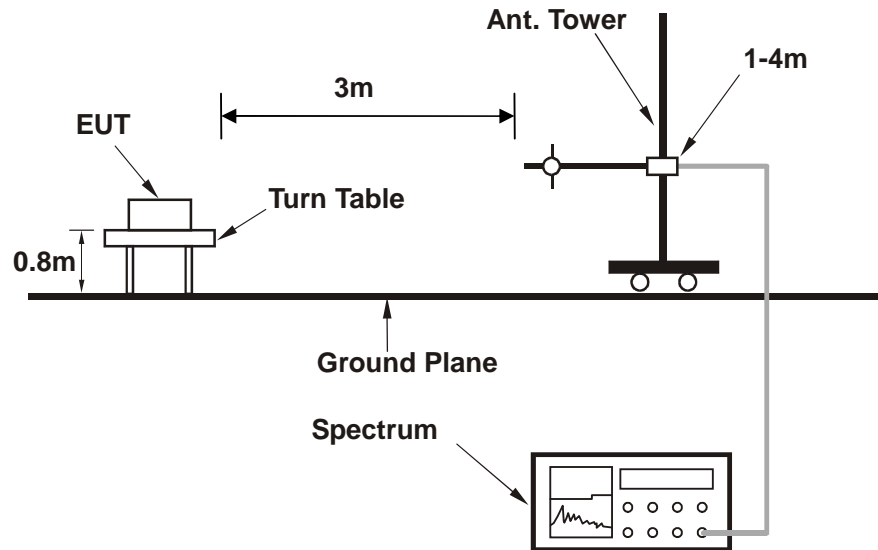 Ant. Tower
1-4m
3m
EUT
Turn Table
0.8m
Ground Plane
Spectrum